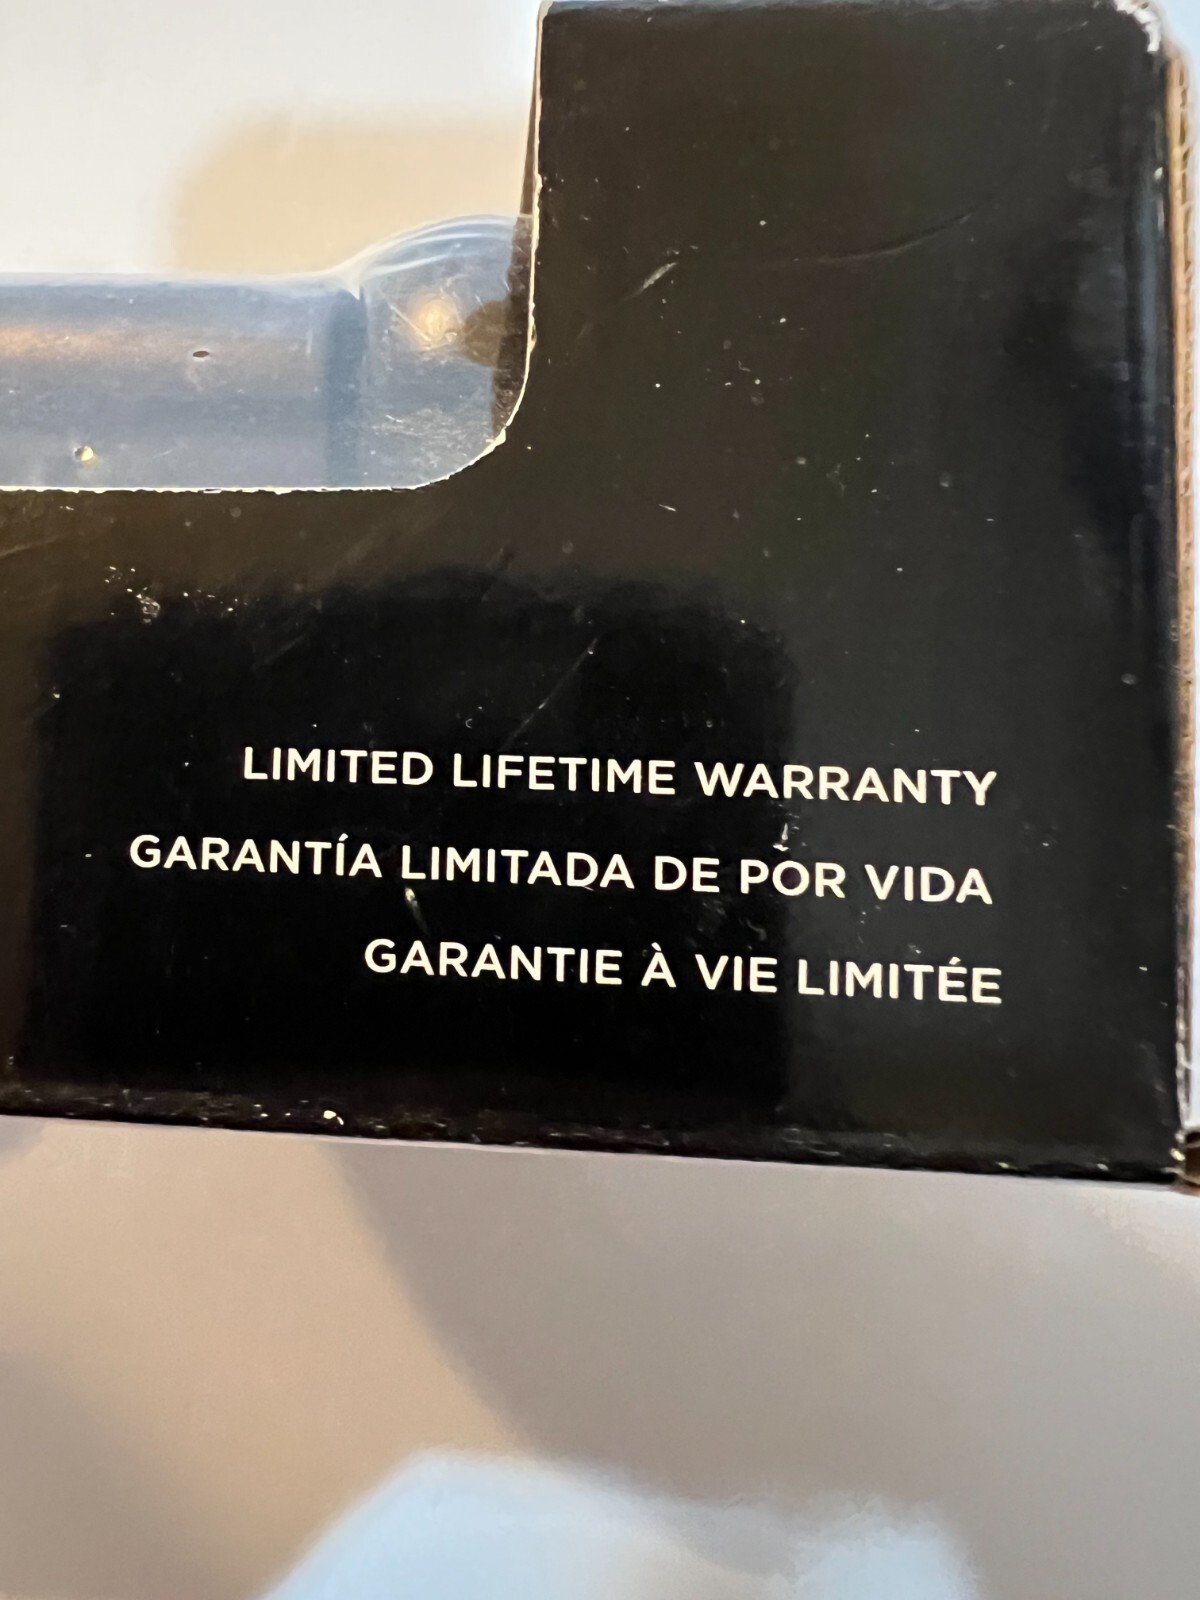 LIMITED LIFETIME WARRANTY
GARANTÍA LIMITADA DE POR VIDA
GARANTIE À VIE LIMITÉE